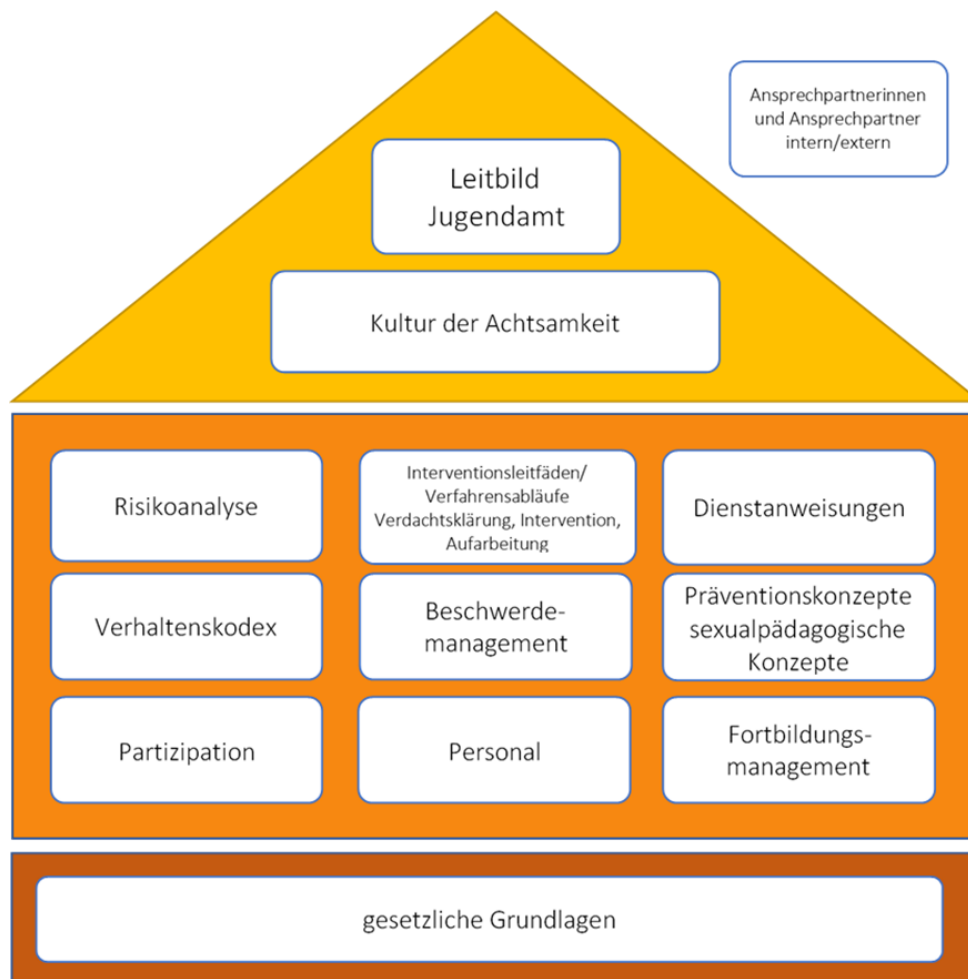 Ansprechpartnerinnen
und Ansprechpartner
intern/extern
Leitbild
Jugendamt
Kultur der Achtsamkeit
Risikoanalyse
Interventionsleitfäden/
Verfahrensabläufe
Verdachtsklärung, Intervention,
Aufarbeitung
Dienstanweisungen
Verhaltenskodex
Beschwerde-
management
Präventionskonzepte
sexualpädagogische
Konzepte
Partizipation
Personal
Fortbildungs-
management
gesetzliche Grundlagen